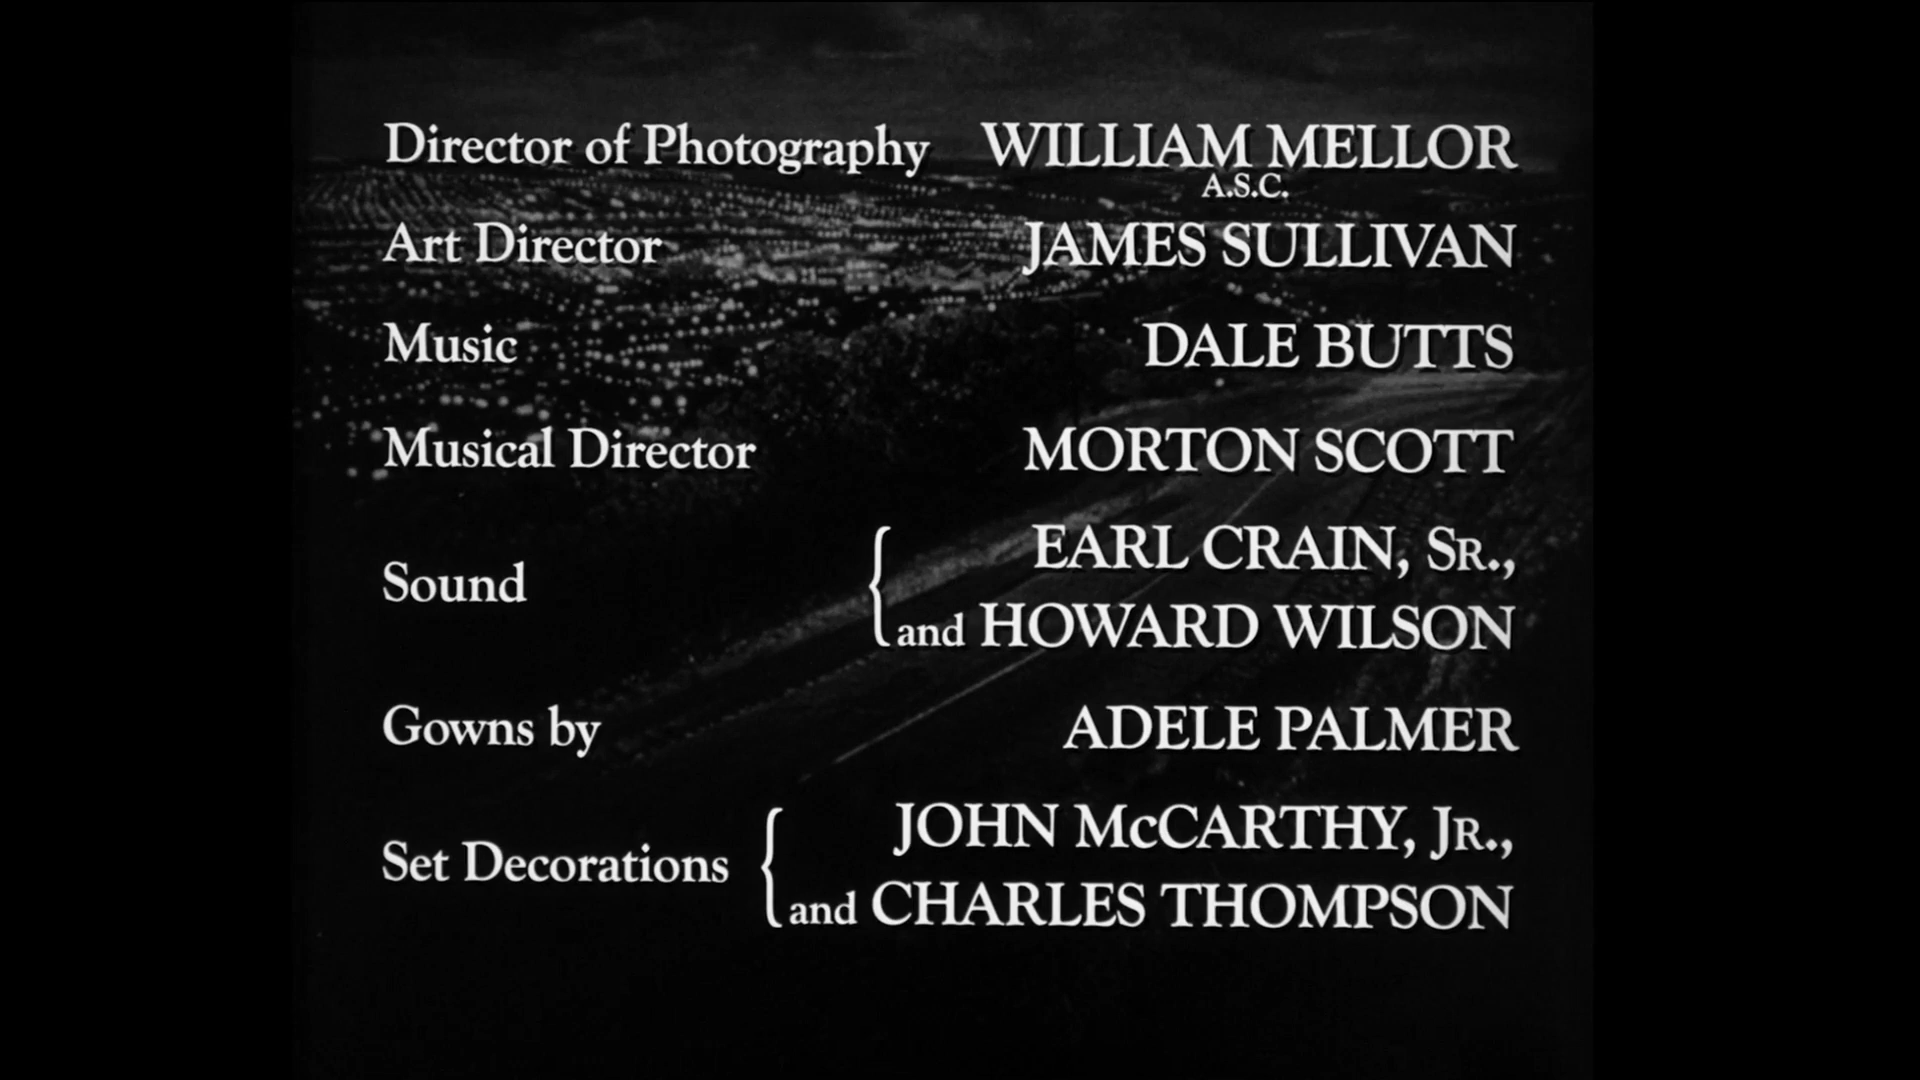 Director of Photography WILLIAM MELLOR
A.S.C.
Art Director JAMES SULLIVAN
Music DALE BUTTS
Musical Director MORTON SCOTT
Sound { EARL CRAIN, SR.,
and HOWARD WILSON
Gowns by ADELE PALMER
Set Decorations { JOHN McCARTHY, JR.,
and CHARLES THOMPSON